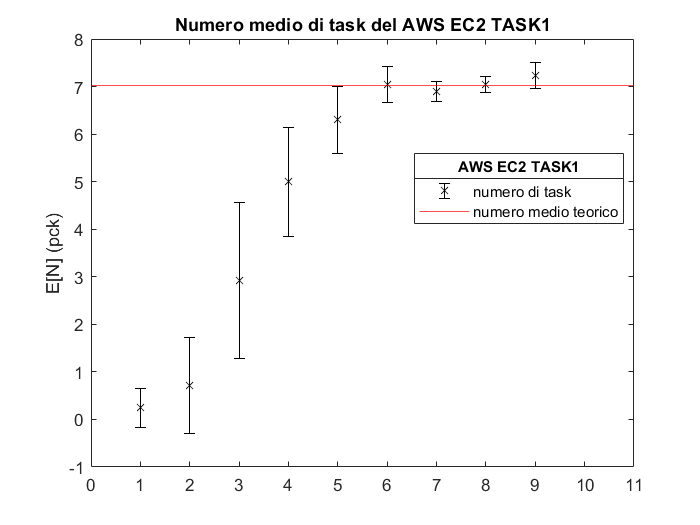 Numero medio di task del AWS EC2 TASK1
8
7
6
5
4
3
2
1
0
-1
E[N] (pck)
AWS EC2 TASK1
numero di task
numero medio teorico
0 1 2 3 4 5 6 7 8 9 10 11